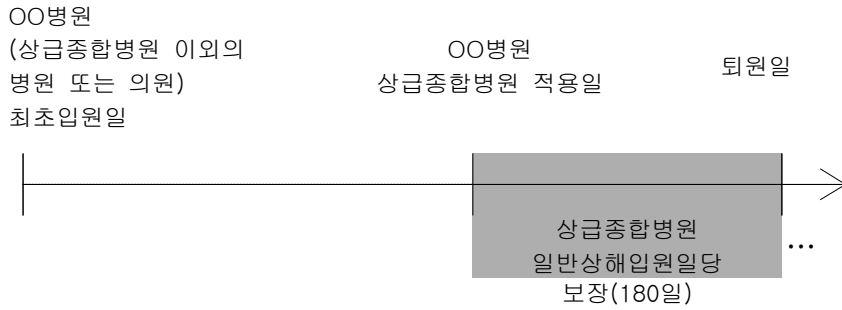 OO병원
(상급종합병원 이외의
병원 또는 의원)
최초입원일
OO병원
상급종합병원 적용일
퇴원일
상급종합병원
일반상해입원일당
보장(180일)
…